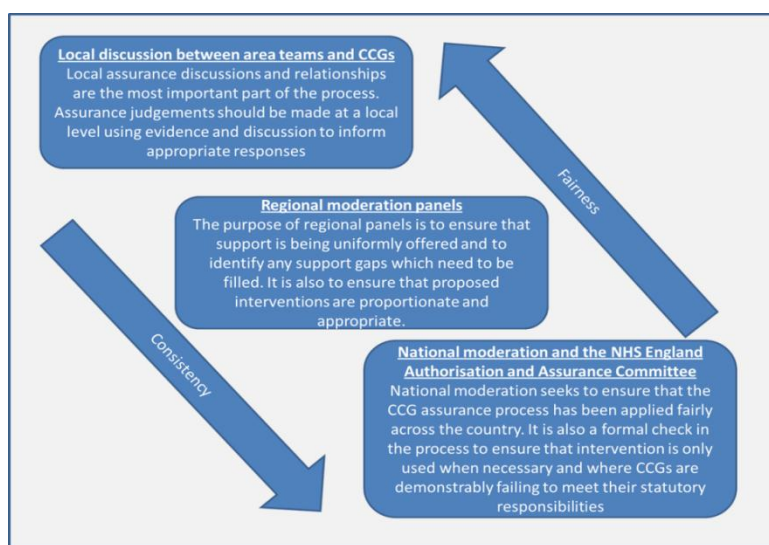 Local discussion between area teams and CCGs
Local assurance discussions and relationships
are the most important part of the process.
Assurance judgements should be made at a local
level using evidence and discussion to inform
appropriate responses
Fairness
Regional moderation panels
The purpose of regional panels is to ensure that
support is being uniformly offered and to
identify any support gaps which need to be
filled. It is also to ensure that proposed
interventions are proportionate and
appropriate.
Consistency
National moderation and the NHS England
Authorisation and Assurance Committee
National moderation seeks to ensure that the
CCG assurance process has been applied fairly
across the country. It is also a formal check in
the process to ensure that intervention is only
used when necessary and where CCGs are
demonstrably failing to meet their statutory
responsibilities